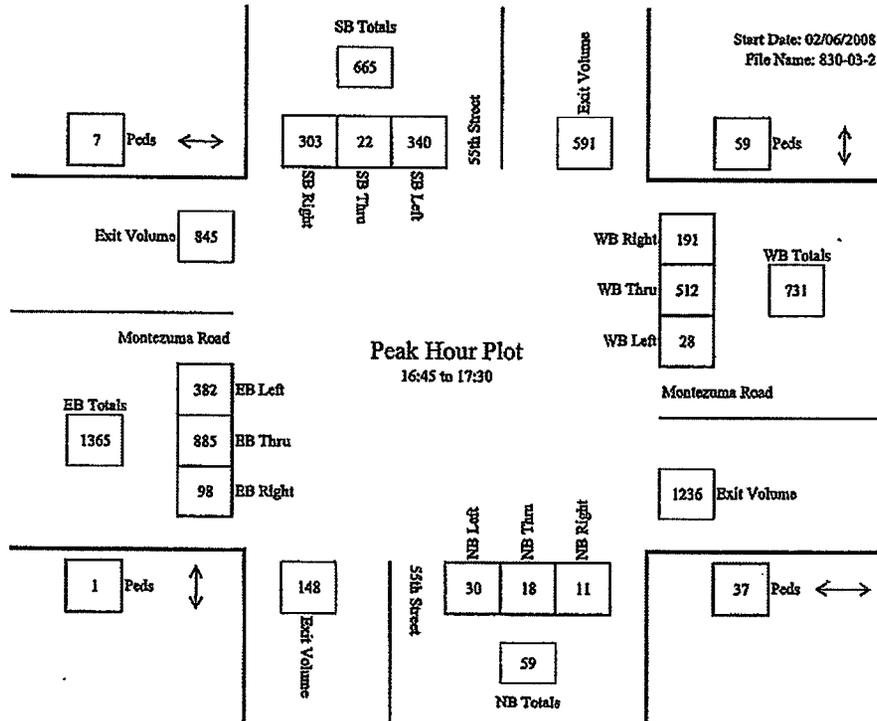 SB Totals
665
Start Date: 02/06/2008
File Name: 830-03-2
7 Peds
303 22 340
SB Right
SB Thru
SB Left
55th Street
Exit Volume
591
59 Peds
Exit Volume 845
WB Right 191
WB Thru 512
WB Left 28
WB Totals
731
Montezuma Road
Peak Hour Plot
16:45 to 17:30
Montezuma Road
EB Totals
1365
382 EB Left
885 EB Thru
98 EB Right
1236 Exit Volume
1 Peds
148
Exit Volume
55th Street
NB Left
NB Thru
NB Right
30 18 11
59
NB Totals
37 Peds